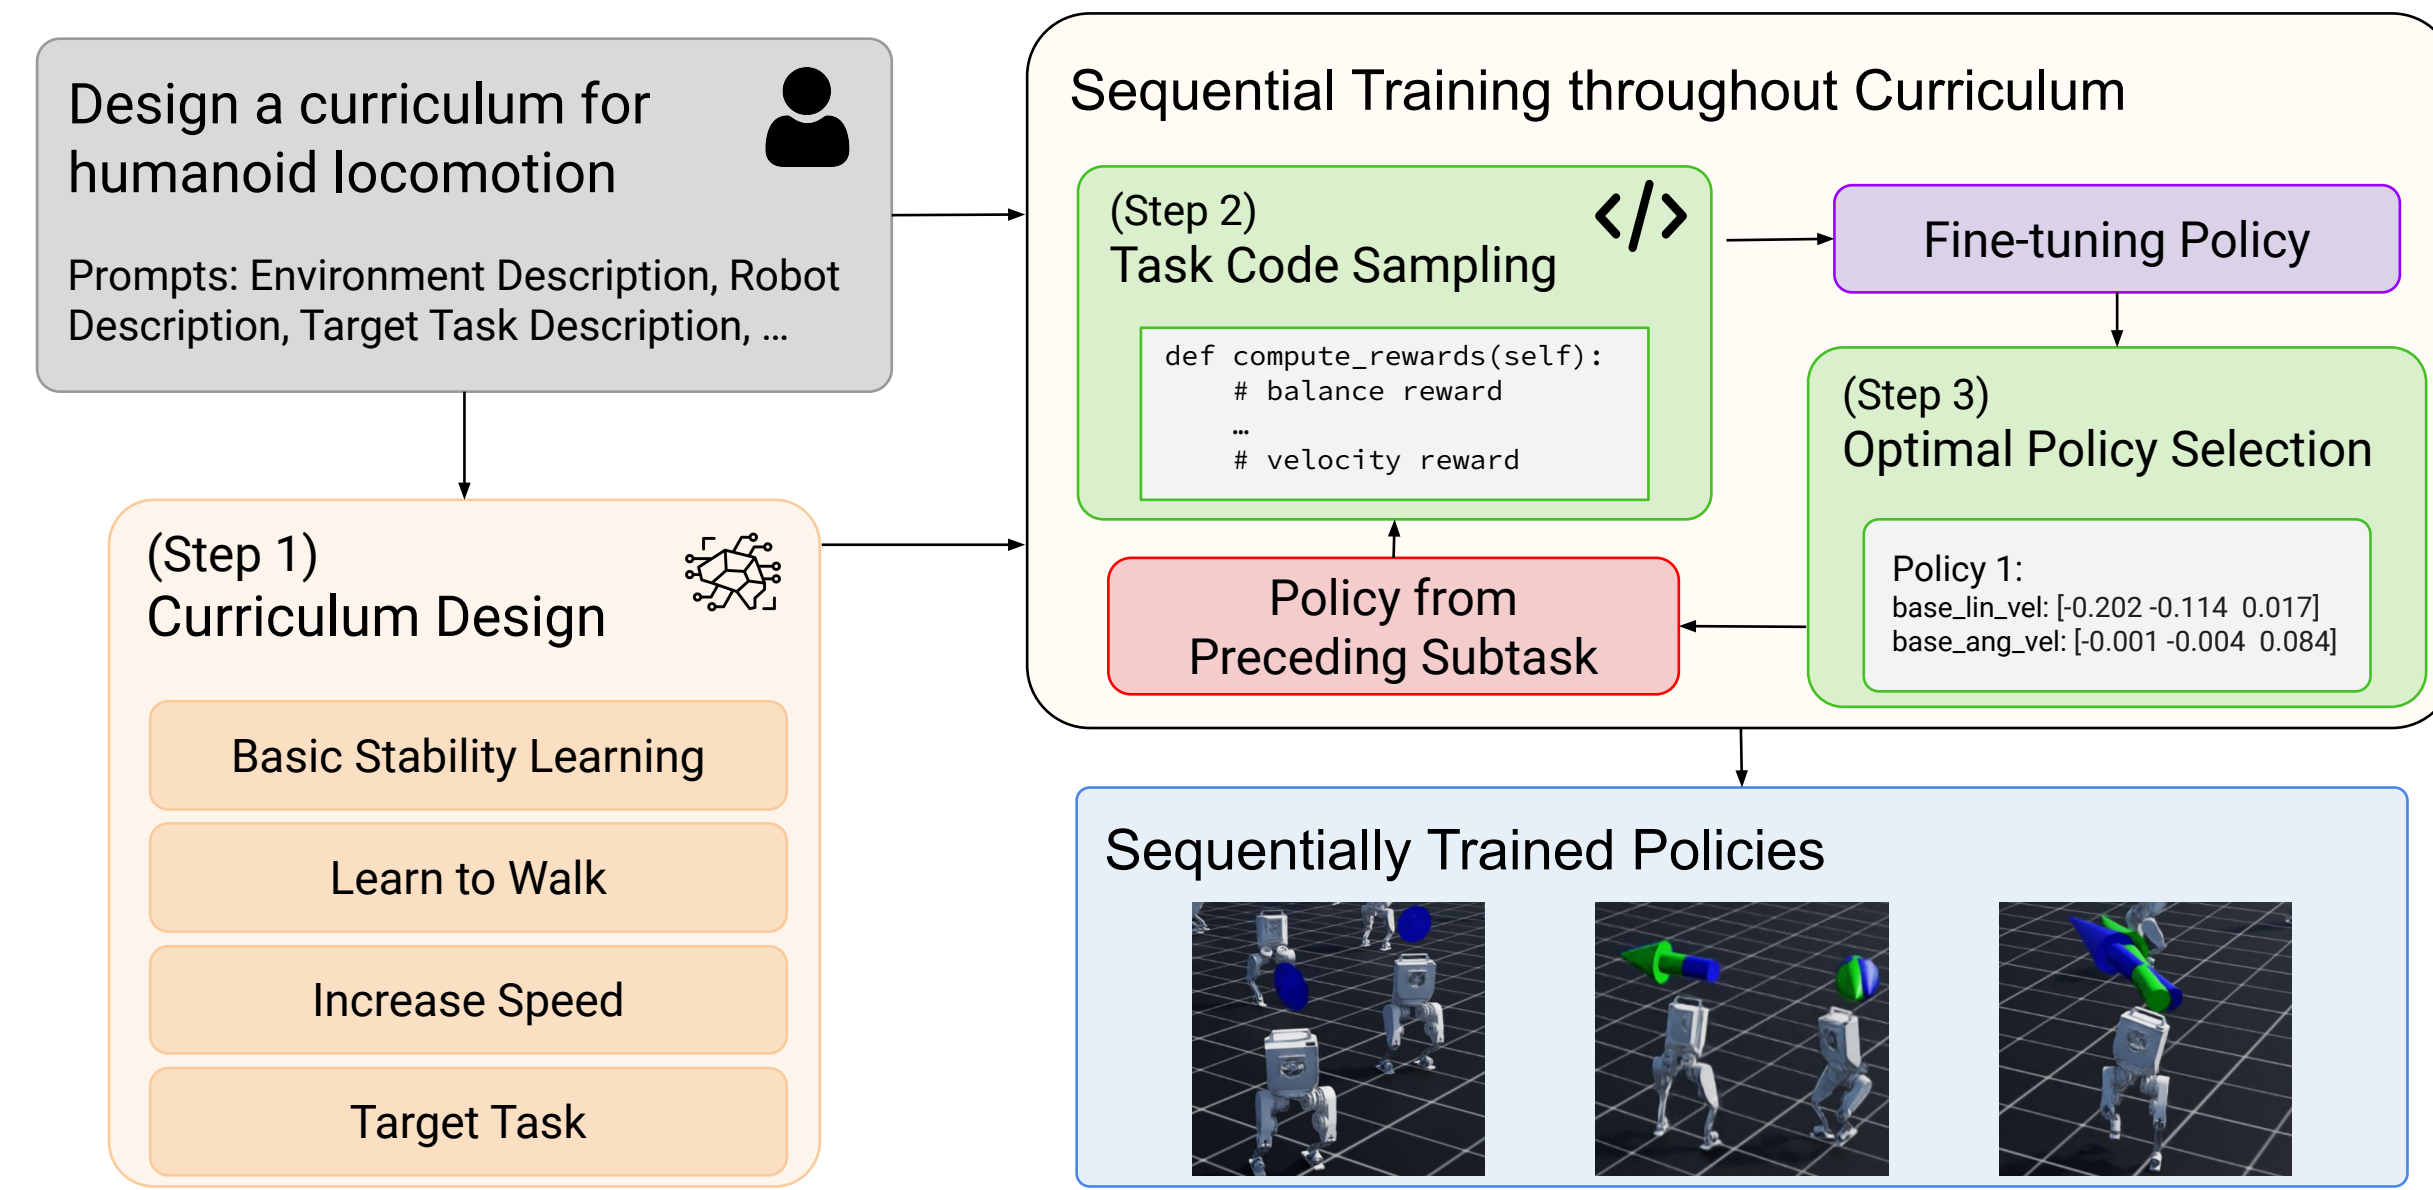 Design a curriculum for
humanoid locomotion
Prompts: Environment Description, Robot
Description, Target Task Description, ...
(Step 1)
Curriculum Design
Basic Stability Learning
Learn to Walk
Increase Speed
Target Task
Sequential Training throughout Curriculum
(Step 2)
Task Code Sampling
</>
def compute_rewards(self):
    # balance reward
    …
    # velocity reward
Fine-tuning Policy
(Step 3)
Optimal Policy Selection
Policy 1:
base_lin_vel: [-0.202 -0.114  0.017]
base_ang_vel: [-0.001 -0.004  0.084]
Policy from
Preceding Subtask
Sequentially Trained Policies